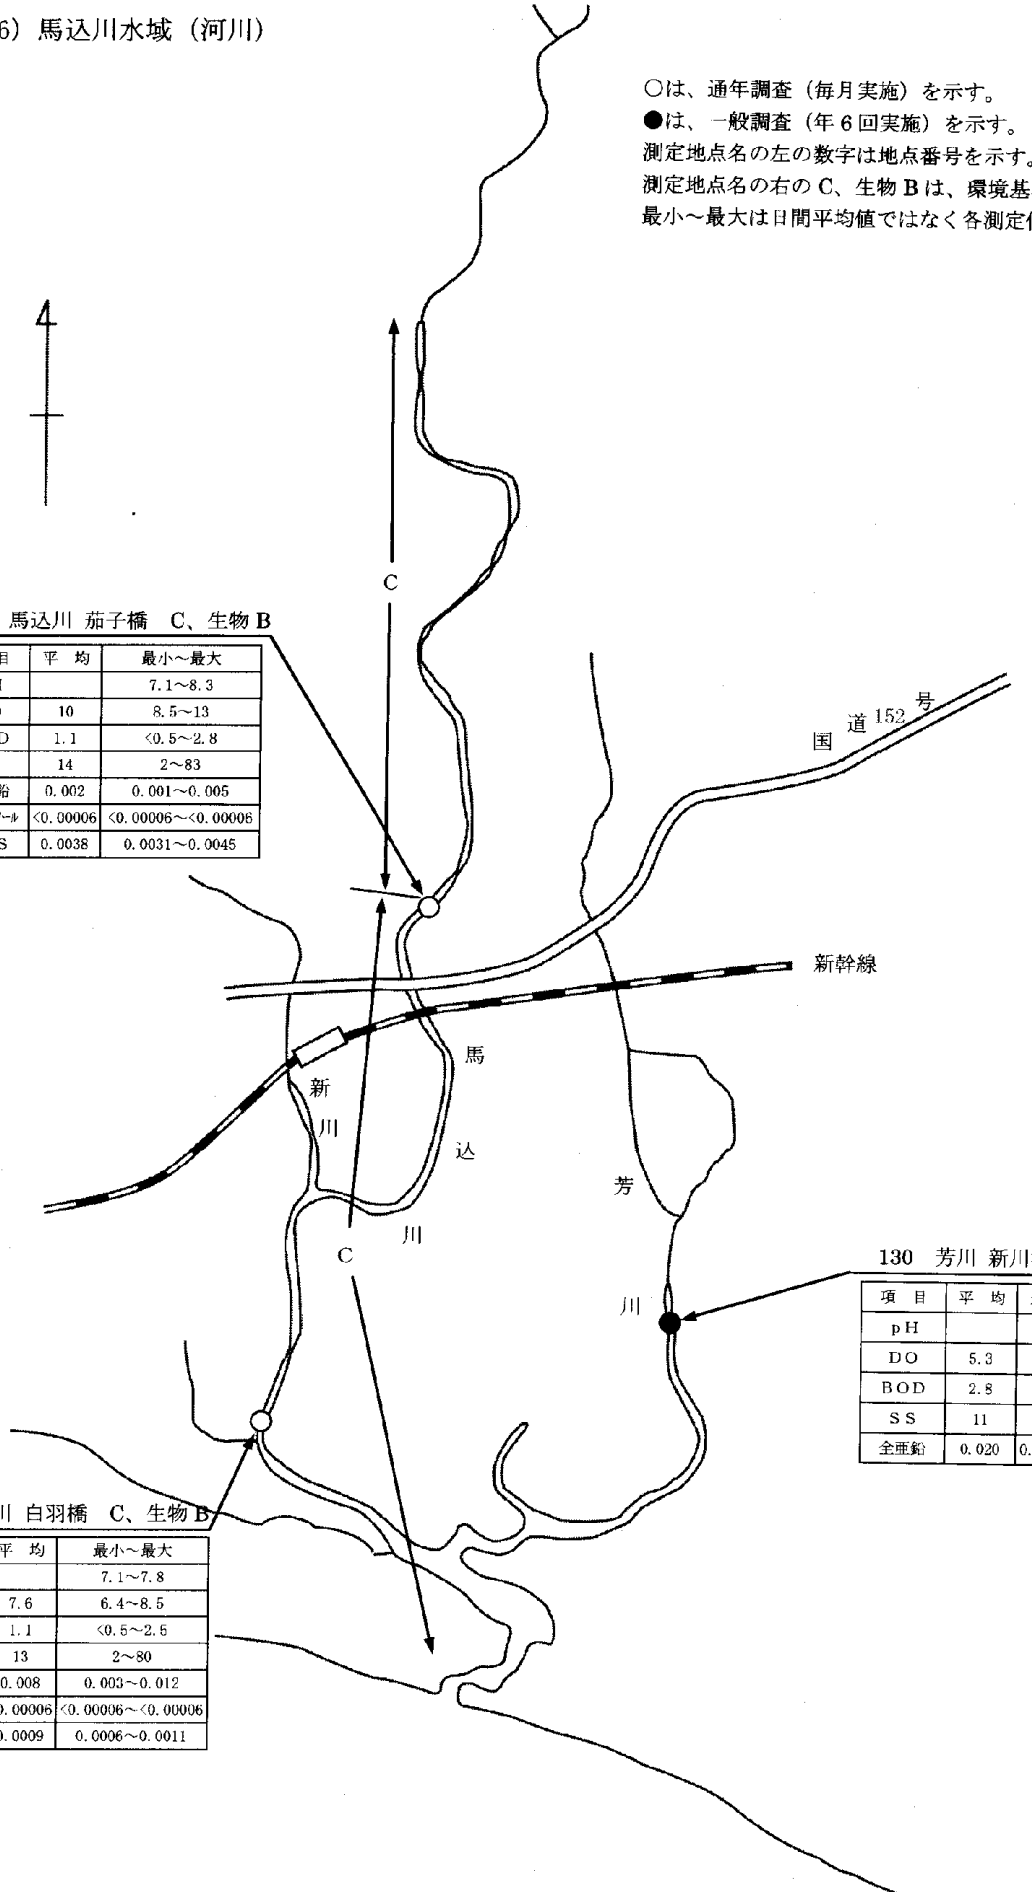 6) 馬込川水域 (河川)
○は、通年調査 (毎月実施) を示す。
●は、一般調査 (年6回実施) を示す。
測定地点名の左の数字は地点番号を示す。
測定地点名の右の C、生物 B は、環境基
最小～最大は日間平均値ではなく各測定
C
馬込川 茄子橋 C、生物 B
目 平 均 最小～最大
7.1～8.3
10 8.5～13
D 1.1 <0.5～2.8
14 2～83
鉛 0.002 0.001～0.005
ール <0.00006 <0.00006～<0.00006
S 0.0038 0.0031～0.0045
国道152号
新幹線
新川
馬込川
芳川
C
130 芳川 新川
項 目 平 均
pH
DO 5.3
BOD 2.8
SS 11
全亜鉛 0.020 0.
川 白羽橋 C、生物 B
平 均 最小～最大
7.1～7.8
7.6 6.4～8.5
1.1 <0.5～2.5
13 2～80
0.008 0.003～0.012
0.00006 <0.00006～<0.00006
0.0009 0.0006～0.0011